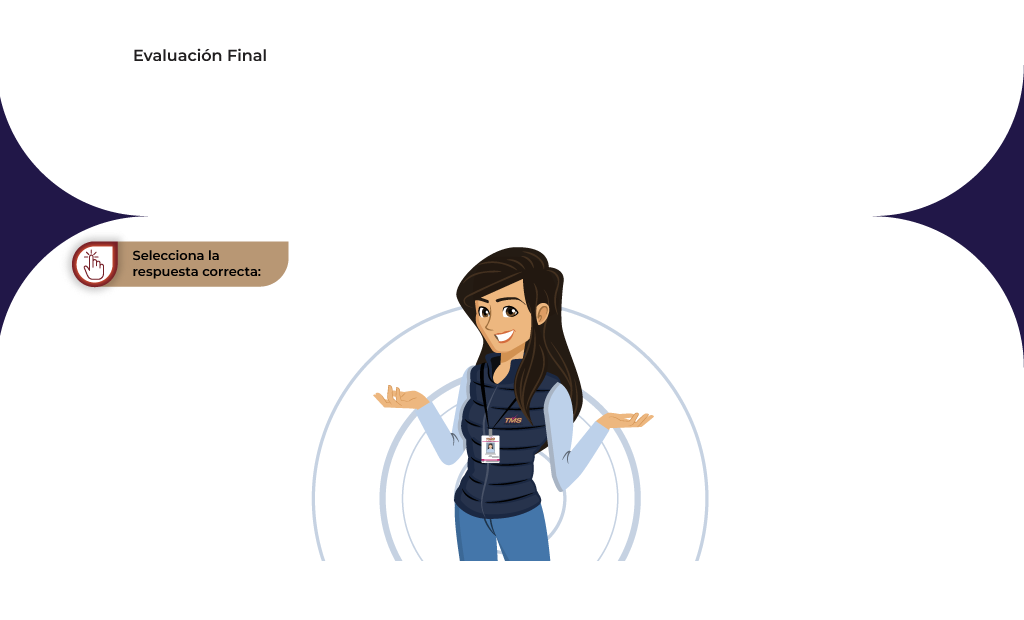 Evaluación Final
Selecciona la
respuesta correcta:
TMS